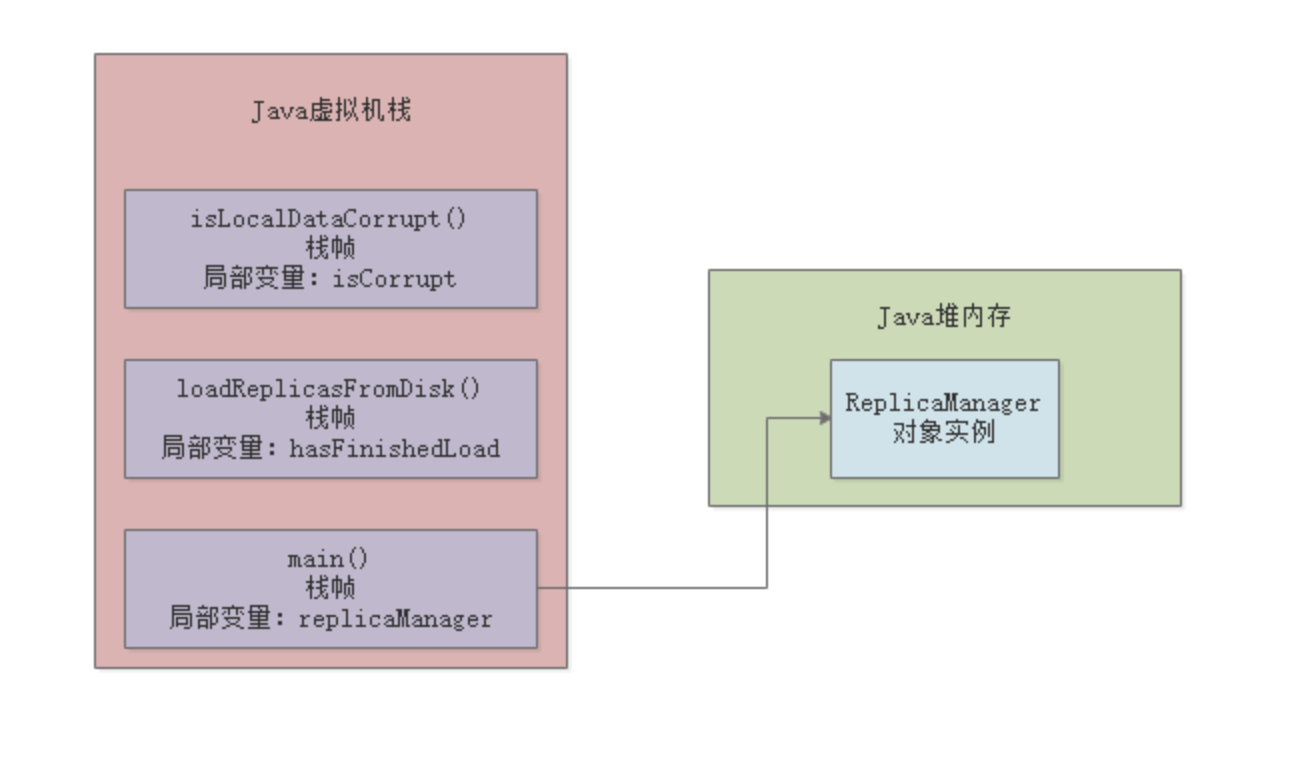 Java虚拟机栈
isLocalDataCorrupt()
栈帧
局部变量：isCorrupt
loadReplicasFromDisk()
栈帧
局部变量：hasFinishedLoad
main()
栈帧
局部变量：replicaManager
Java堆内存
ReplicaManager
对象实例